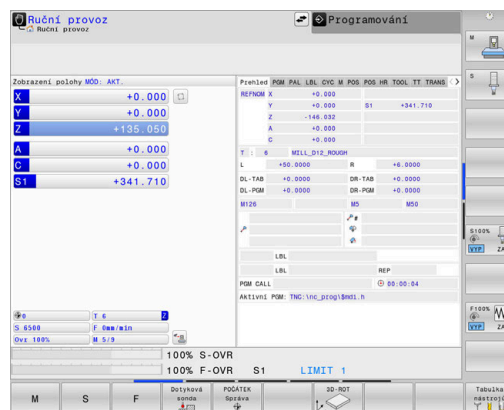 Ruční provoz
Ruční provoz
Programování
Zobrazení polohy MÓD: AKT.
X +0.000
Y +0.000
Z +135.050
A +0.000
C +0.000
S1 +341.710
0 T 6 Z
S 6500 F 0mm/min
Ovr 100% M 5/9
Přehled PGM PAL LBL CYC M POS POS HR TOOL TT TRANS
REFNOM X +0.000
Y +0.000 S1 +341.710
Z -146.032
A +0.000
C +0.000
T : 6 MILL_D12_ROUGH
L +50.0000 R +6.0000
DL-TAB +0.0000 DR-TAB +0.0000
DL-PGM +0.0000 DR-PGM +0.0000
M126 M5 M50
LBL
LBL REP
PGM CALL 00:00:04
Aktivní PGM: TNC:\nc_prog\$mdi.h
100% S-OVR
100% F-OVR S1 LIMIT 1
M
S
F
Dotyková sonda
POČÁTEK Správa
3D-ROT
Tabulka nástrojů
M
S
S100%
VYP ZA
F100%
VYP ZA